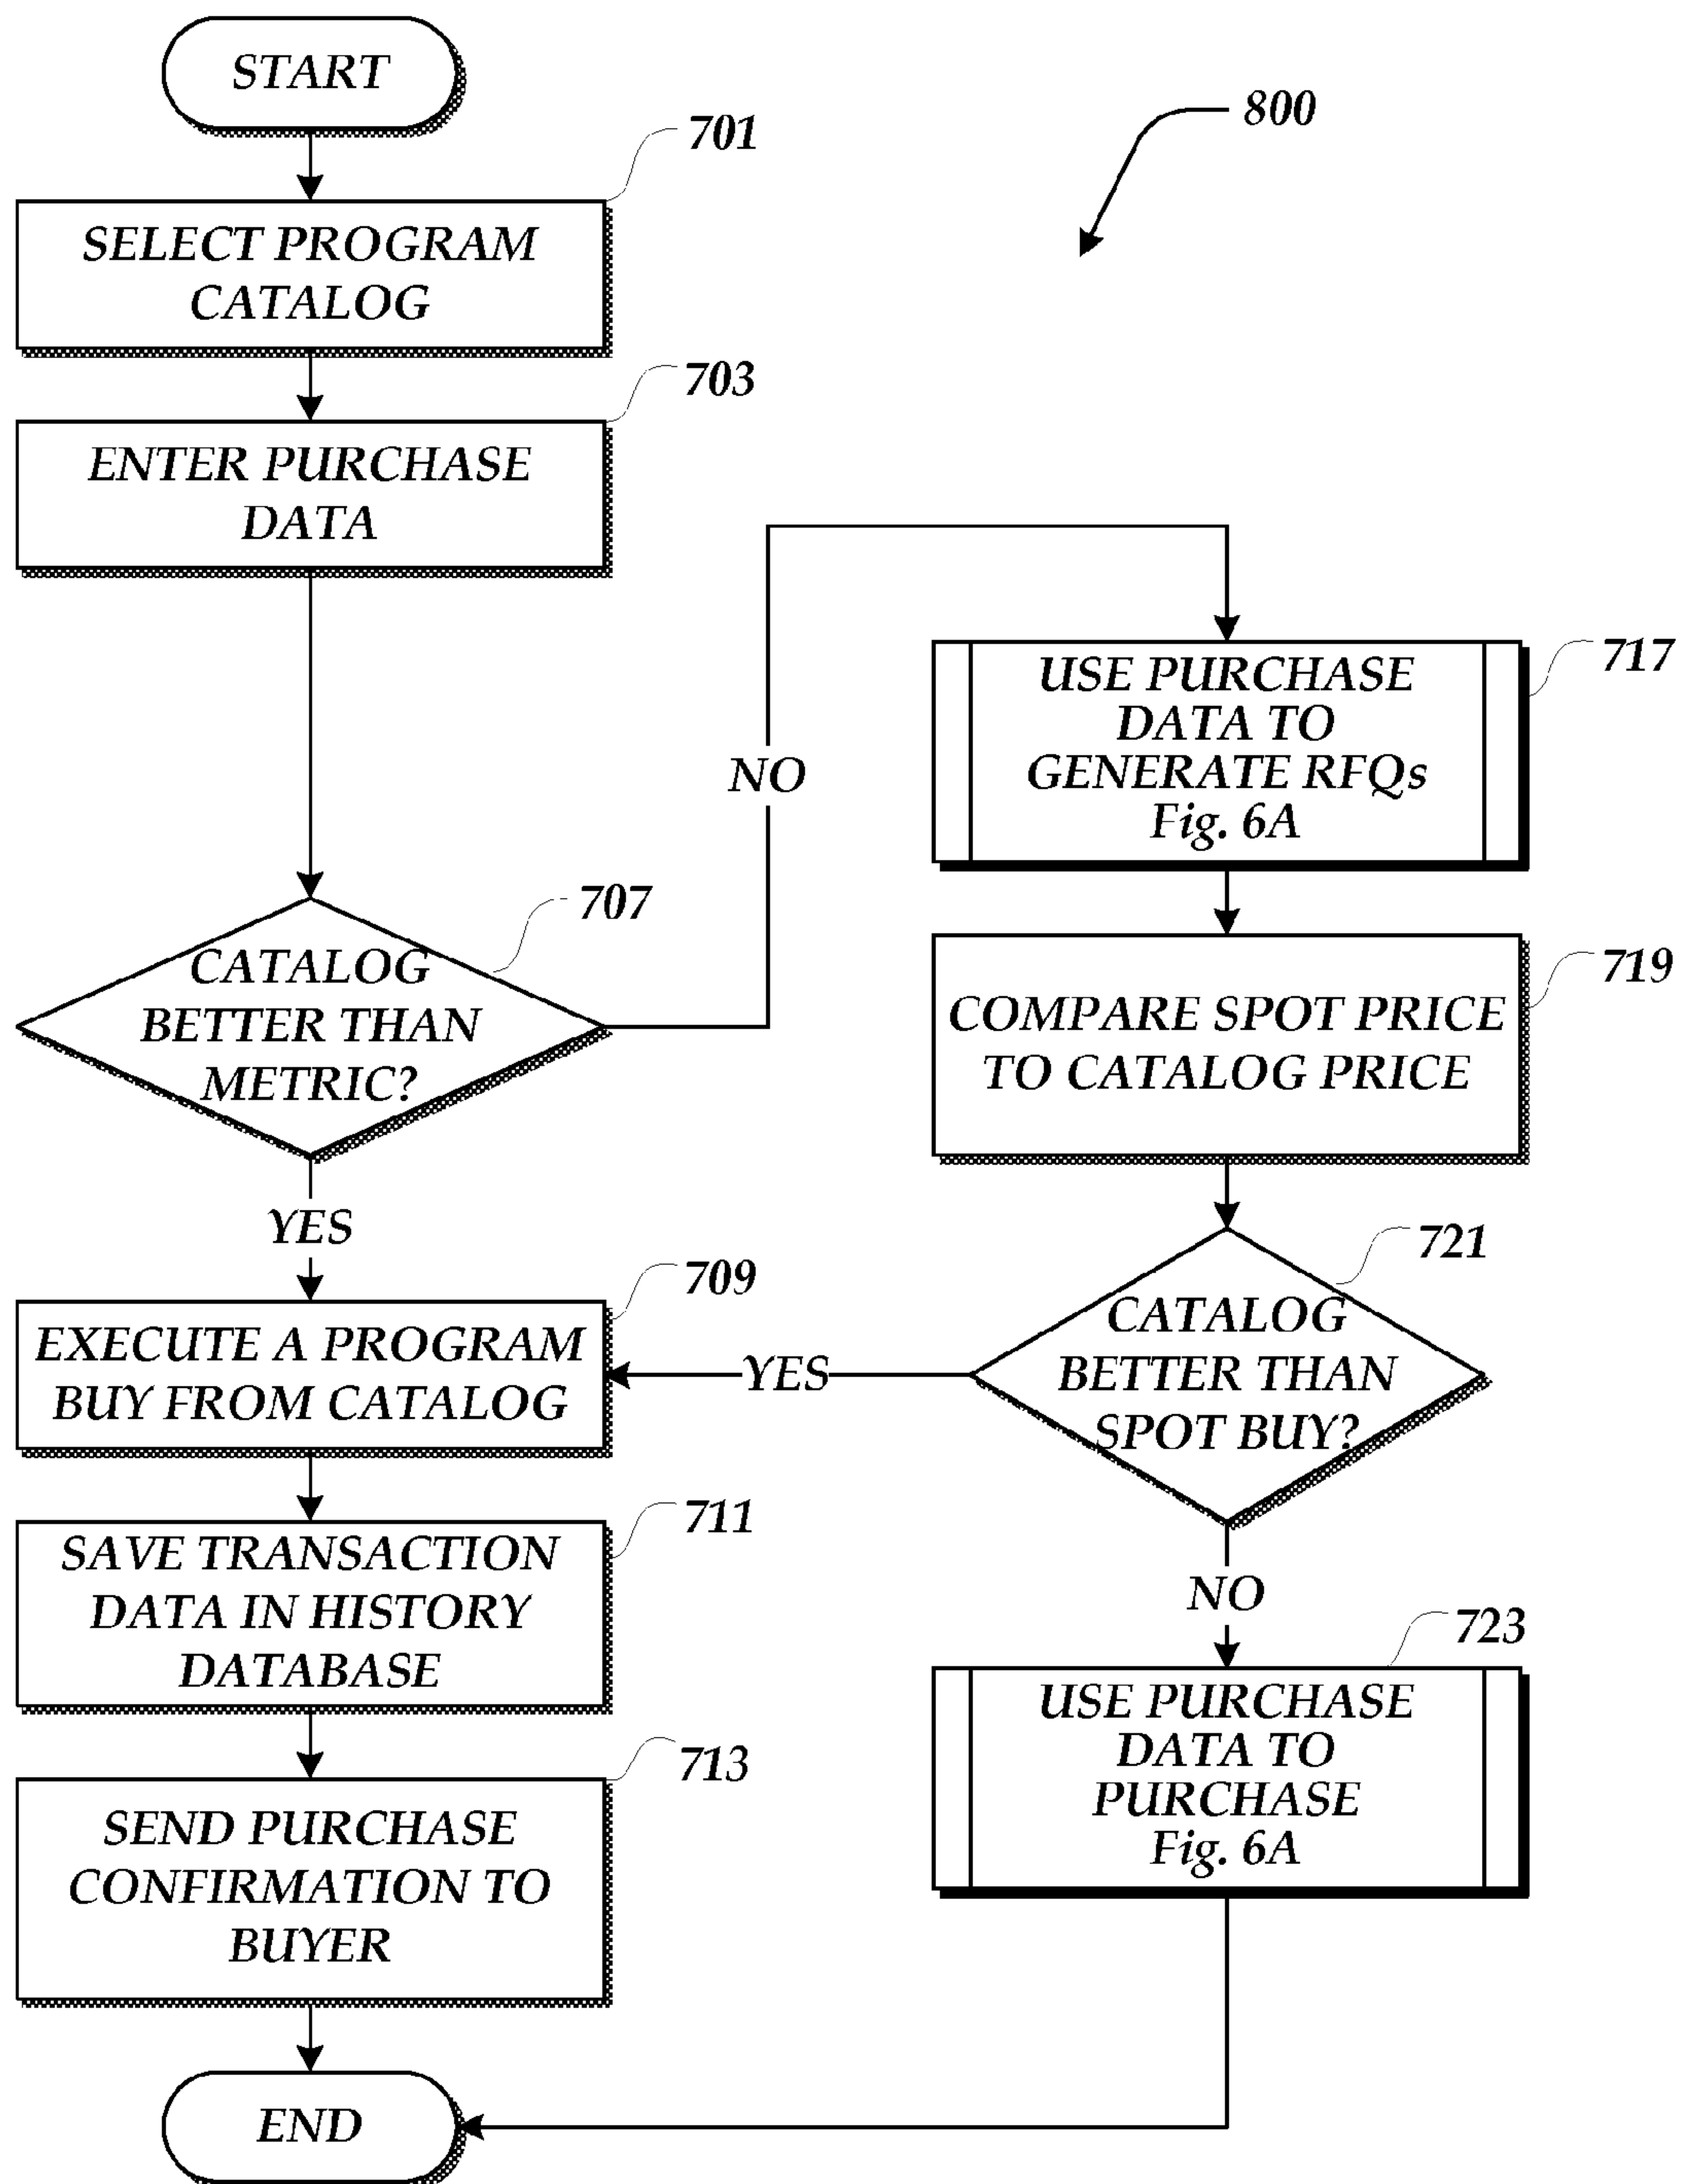 START
800
701
SELECT PROGRAM
CATALOG
703
ENTER PURCHASE
DATA
717
USE PURCHASE
DATA TO
GENERATE RFQs
Fig. 6A
NO
707
CATALOG
BETTER THAN
METRIC?
719
COMPARE SPOT PRICE
TO CATALOG PRICE
YES
721
CATALOG
BETTER THAN
SPOT BUY?
709
EXECUTE A PROGRAM
BUY FROM CATALOG
YES
711
SAVE TRANSACTION
DATA IN HISTORY
DATABASE
NO
723
USE PURCHASE
DATA TO
PURCHASE
Fig. 6A
713
SEND PURCHASE
CONFIRMATION TO
BUYER
END